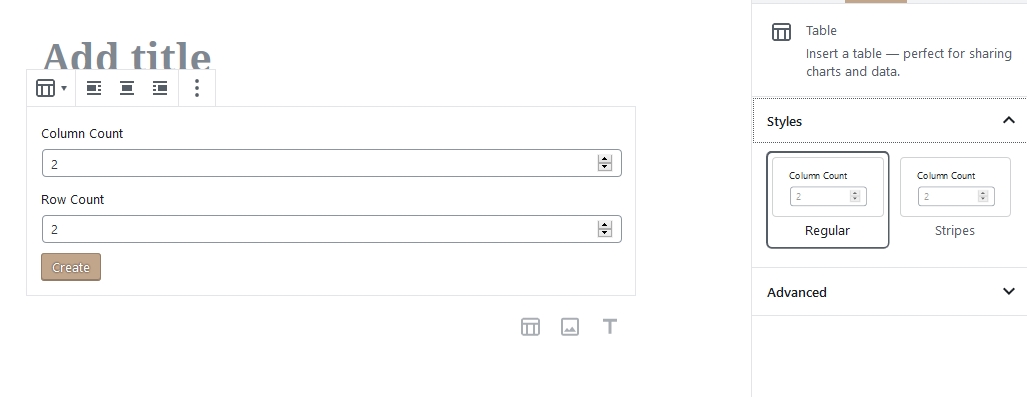 Add title
Column Count
2
Row Count
2
Create
Table
Insert a table — perfect for sharing
charts and data.
Styles
Column Count
2
Regular
Column Count
2
Stripes
Advanced